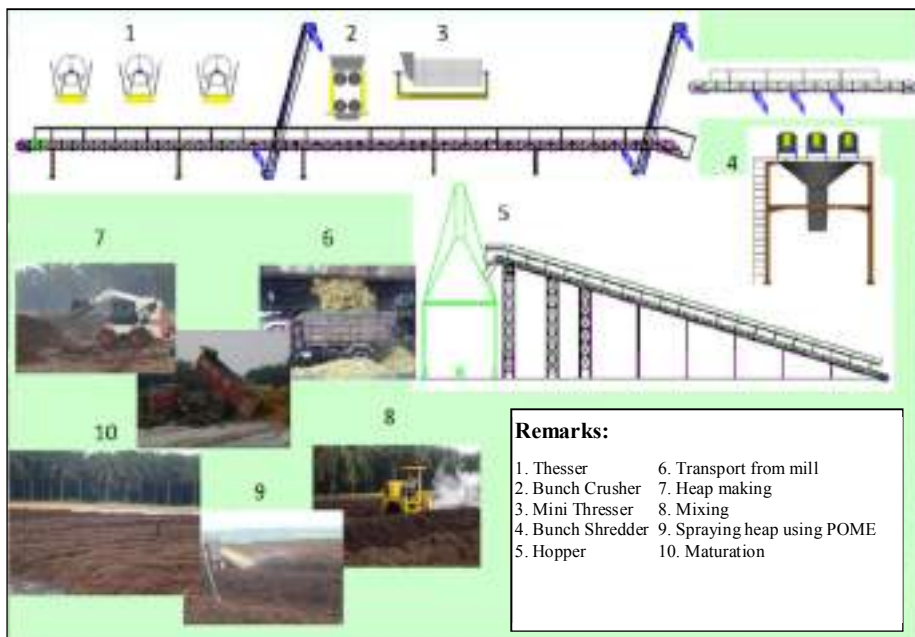 1
2
3
4
5
7
6
8
10
9
Remarks:
1. Thesser
2. Bunch Crusher
3. Mini Thresser
4. Bunch Shredder
5. Hopper
6. Transport from mill
7. Heap making
8. Mixing
9. Spraying heap using POME
10. Maturation